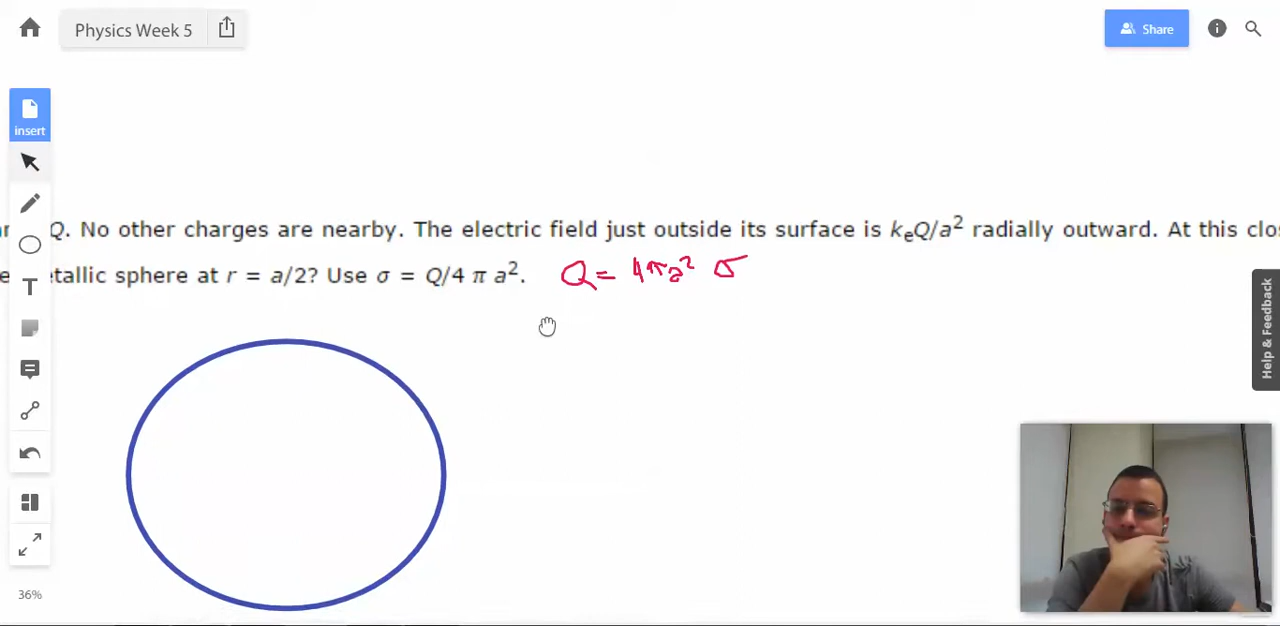 Physics Week 5
Share
insert
Q. No other charges are nearby. The electric field just outside its surface is kₑQ/a² radially outward. At this clo
etallic sphere at r = a/2? Use σ = Q/4 π a².
Q = 4πa² σ
T
Help & Feedback
36%